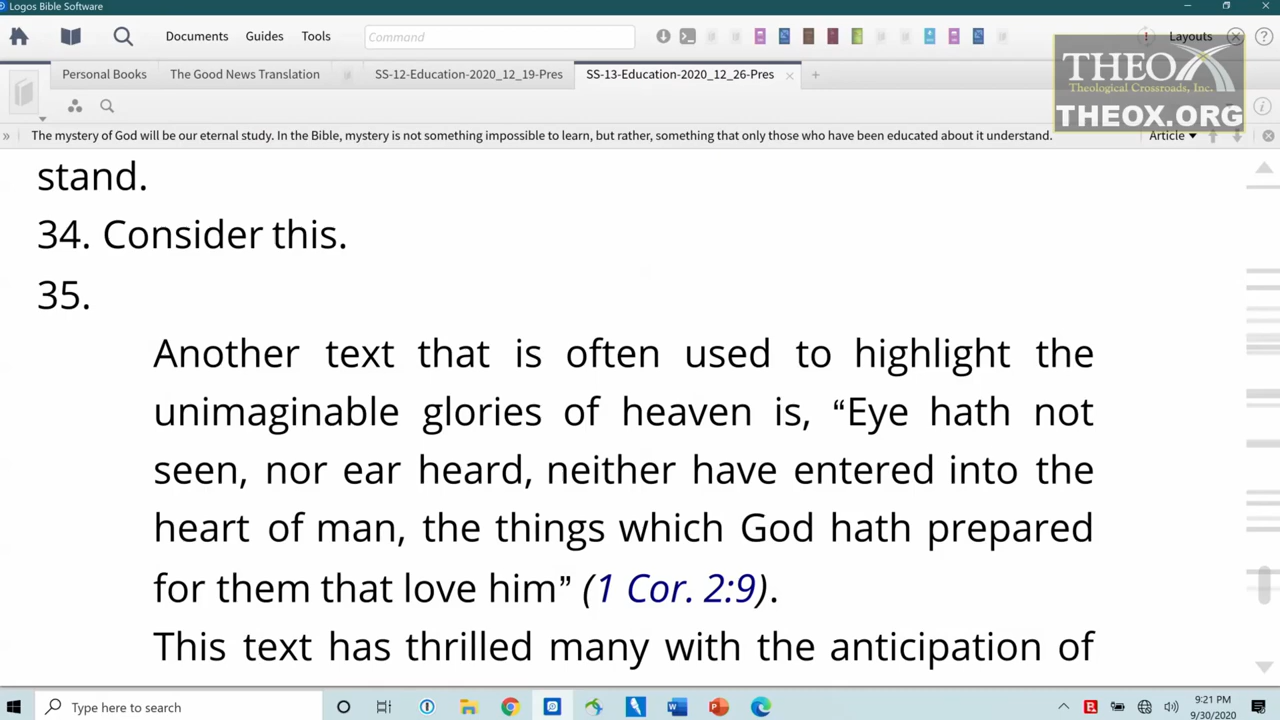 Logos Bible Software
Documents Guides Tools Command Layouts
THEOX
Theological Crossroads, Inc.
THEOX.ORG
Personal Books The Good News Translation SS-12-Education-2020_12_19-Pres SS-13-Education-2020_12_26-Pres
The mystery of God will be our eternal study. In the Bible, mystery is not something impossible to learn, but rather, something that only those who have been educated about it understand. Article
stand.
34. Consider this.
35.
Another text that is often used to highlight the
unimaginable glories of heaven is, “Eye hath not
seen, nor ear heard, neither have entered into the
heart of man, the things which God hath prepared
for them that love him” (1 Cor. 2:9).
This text has thrilled many with the anticipation of
Type here to search
9:21 PM
9/30/2020